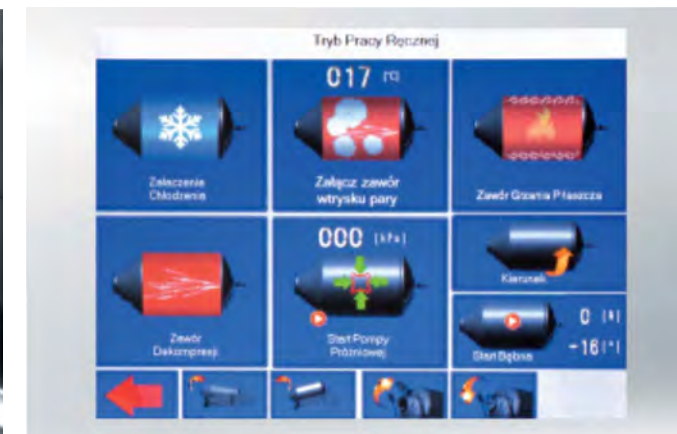 Tryb Pracy Ręcznej
017 [°C]
Załączenie
Chłodzenia
Załącz zawór
wtrysku pary
Zawór Grzania Płaszcza
000 [kPa]
Zawór
Dekompresji
Start Pompy
Próżniowej
Kierunek
Start Bębna
0
-16 [°]